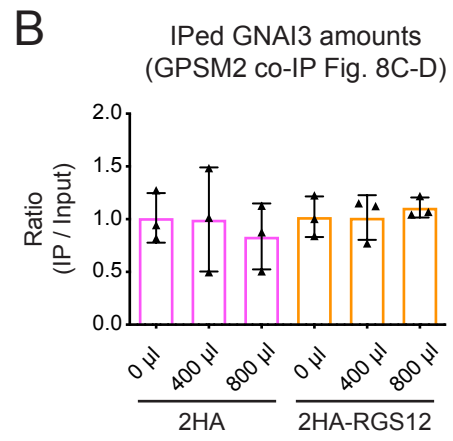 B
IPed GNAI3 amounts
(GPSM2 co-IP Fig. 8C-D)
Ratio
(IP / Input)
2.0
1.5
1.0
0.5
0.0
0 µl
400 µl
800 µl
0 µl
400 µl
800 µl
2HA
2HA-RGS12